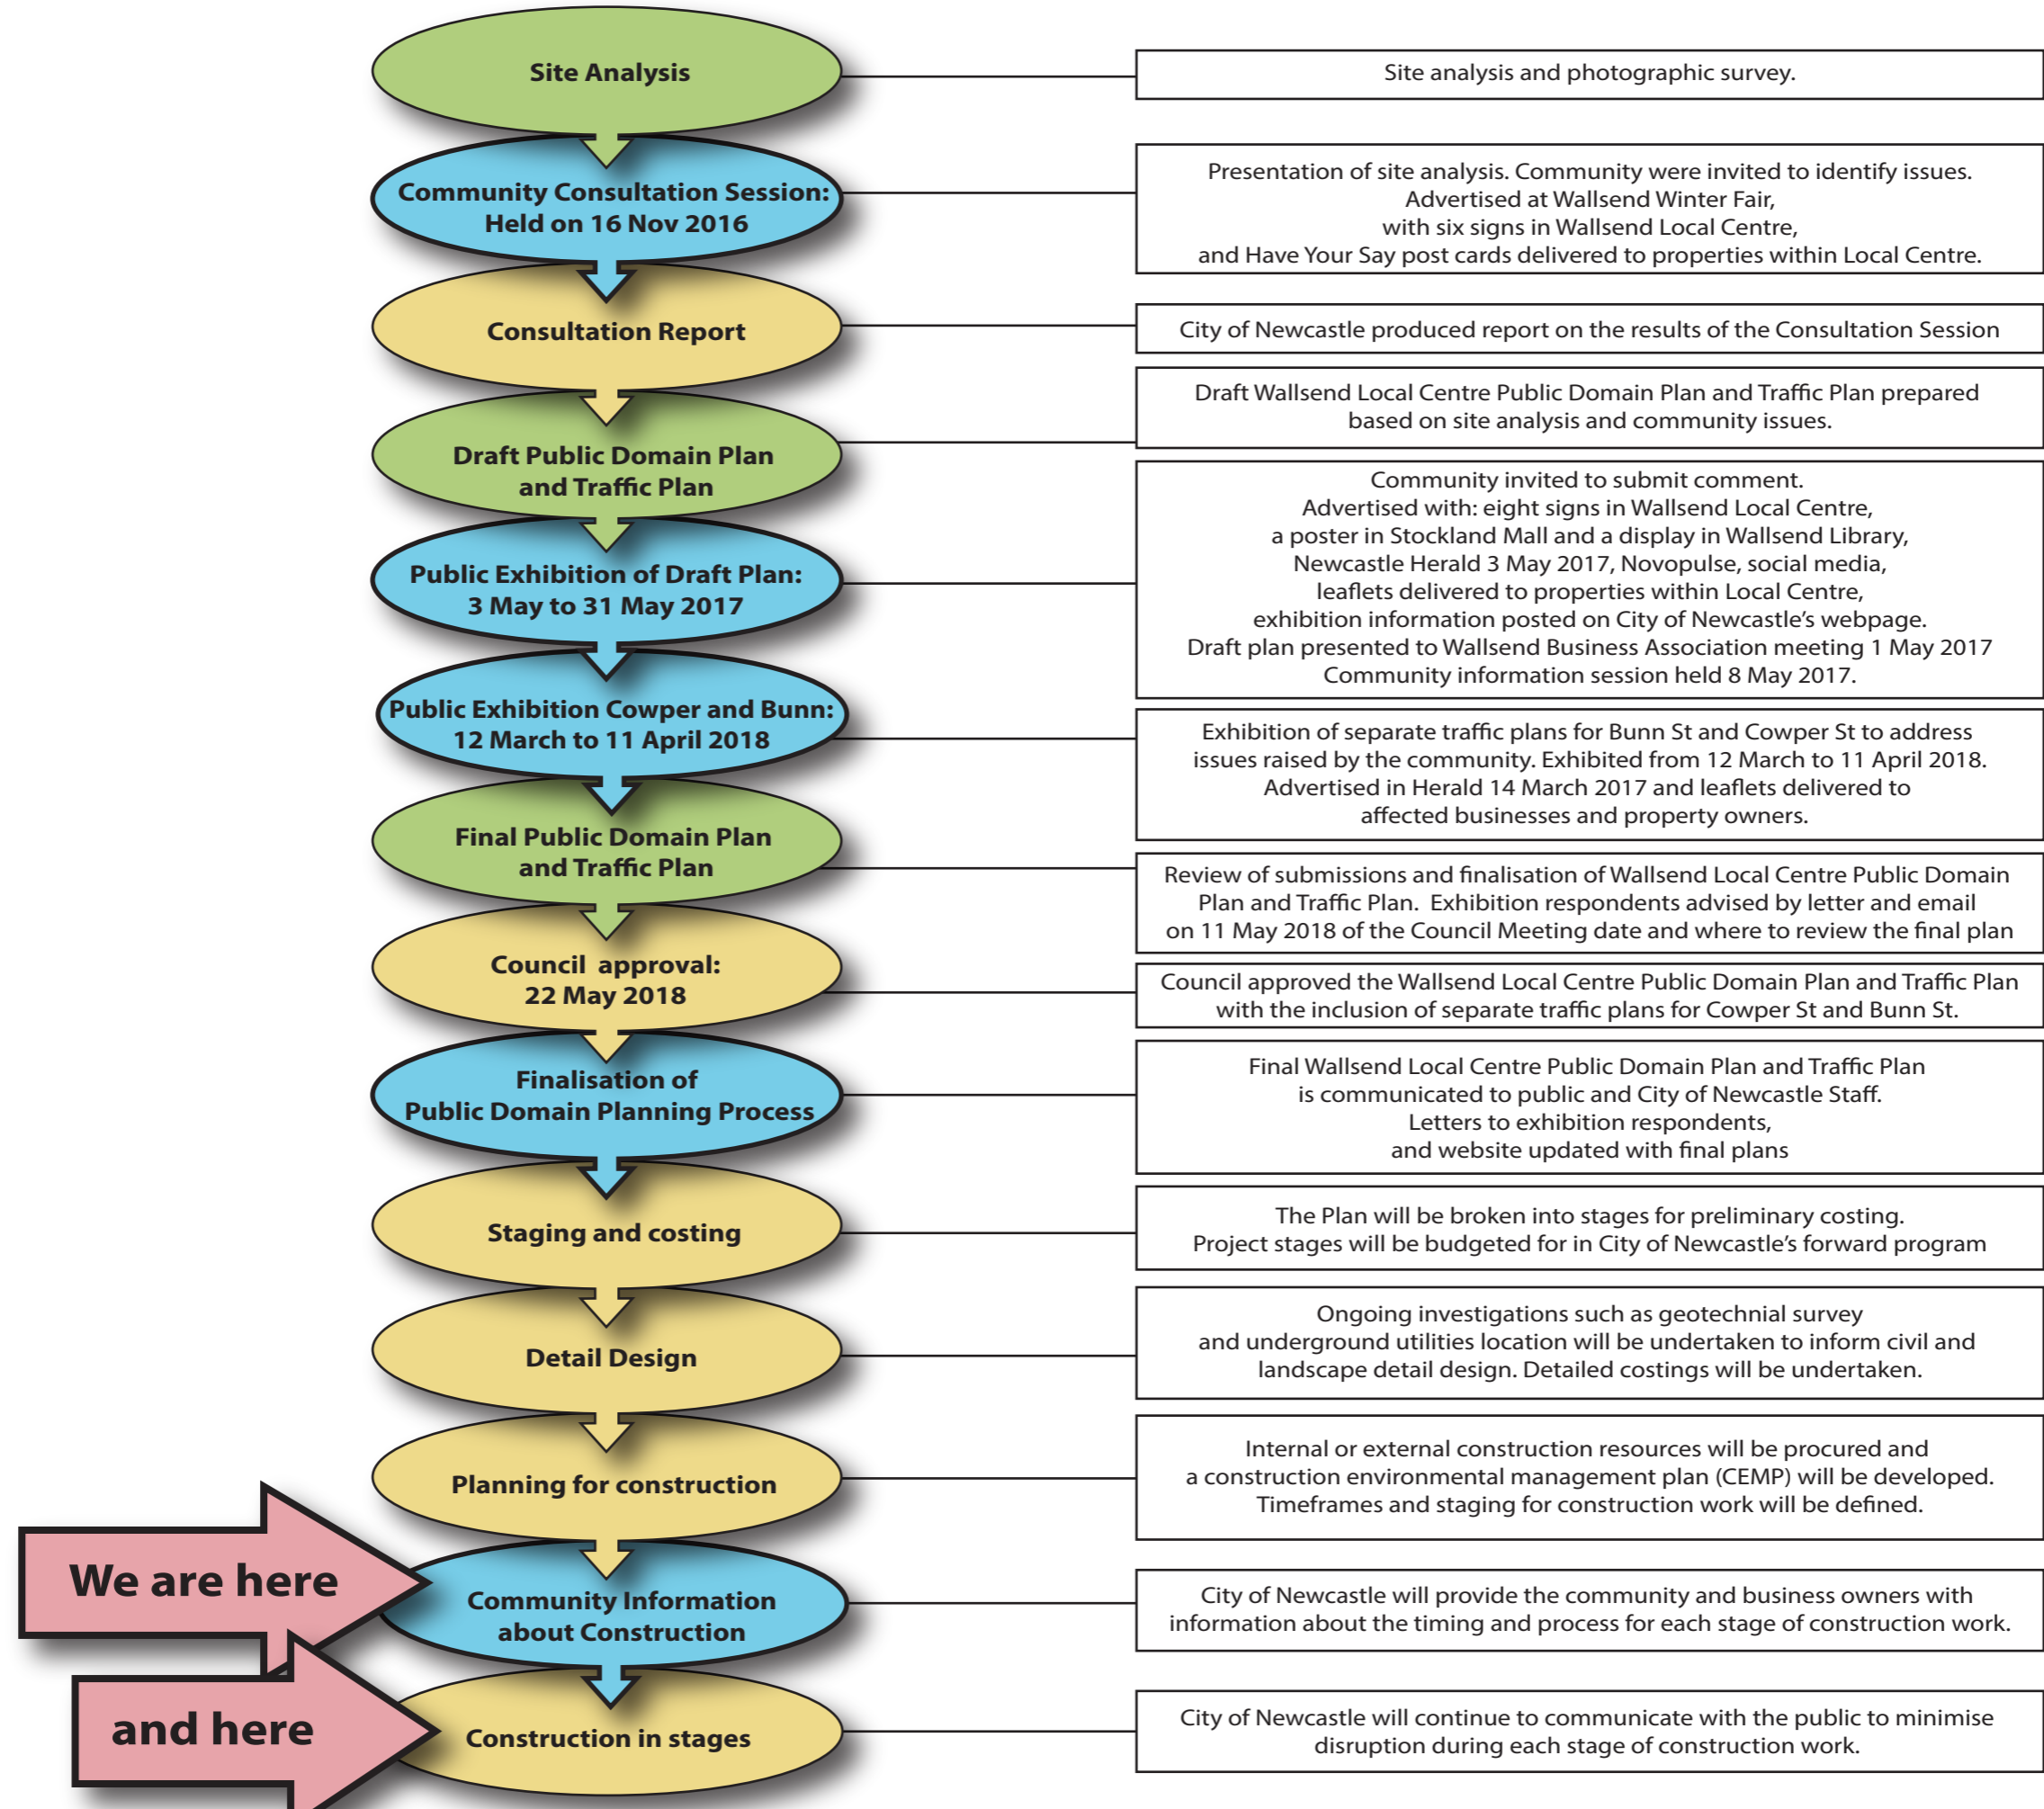 Site Analysis
Site analysis and photographic survey.
Community Consultation Session:
Held on 16 Nov 2016
Presentation of site analysis. Community were invited to identify issues.
Advertised at Wallsend Winter Fair,
with six signs in Wallsend Local Centre,
and Have Your Say post cards delivered to properties within Local Centre.
Consultation Report
City of Newcastle produced report on the results of the Consultation Session
Draft Public Domain Plan
and Traffic Plan
Draft Wallsend Local Centre Public Domain Plan and Traffic Plan prepared
based on site analysis and community issues.
Public Exhibition of Draft Plan:
3 May to 31 May 2017
Community invited to submit comment.
Advertised with: eight signs in Wallsend Local Centre,
a poster in Stockland Mall and a display in Wallsend Library,
Newcastle Herald 3 May 2017, Novopulse, social media,
leaflets delivered to properties within Local Centre,
exhibition information posted on City of Newcastle's webpage.
Draft plan presented to Wallsend Business Association meeting 1 May 2017
Community information session held 8 May 2017.
Public Exhibition Cowper and Bunn:
12 March to 11 April 2018
Exhibition of separate traffic plans for Bunn St and Cowper St to address
issues raised by the community. Exhibited from 12 March to 11 April 2018.
Advertised in Herald 14 March 2017 and leaflets delivered to
affected businesses and property owners.
Final Public Domain Plan
and Traffic Plan
Review of submissions and finalisation of Wallsend Local Centre Public Domain
Plan and Traffic Plan. Exhibition respondents advised by letter and email
on 11 May 2018 of the Council Meeting date and where to review the final plan
Council approval:
22 May 2018
Council approved the Wallsend Local Centre Public Domain Plan and Traffic Plan
with the inclusion of separate traffic plans for Cowper St and Bunn St.
Finalisation of
Public Domain Planning Process
Final Wallsend Local Centre Public Domain Plan and Traffic Plan
is communicated to public and City of Newcastle Staff.
Letters to exhibition respondents,
and website updated with final plans
Staging and costing
The Plan will be broken into stages for preliminary costing.
Project stages will be budgeted for in City of Newcastle's forward program
Detail Design
Ongoing investigations such as geotechnial survey
and underground utilities location will be undertaken to inform civil and
landscape detail design. Detailed costings will be undertaken.
Planning for construction
Internal or external construction resources will be procured and
a construction environmental management plan (CEMP) will be developed.
Timeframes and staging for construction work will be defined.
We are here
Community Information
about Construction
City of Newcastle will provide the community and business owners with
information about the timing and process for each stage of construction work.
and here
Construction in stages
City of Newcastle will continue to communicate with the public to minimise
disruption during each stage of construction work.